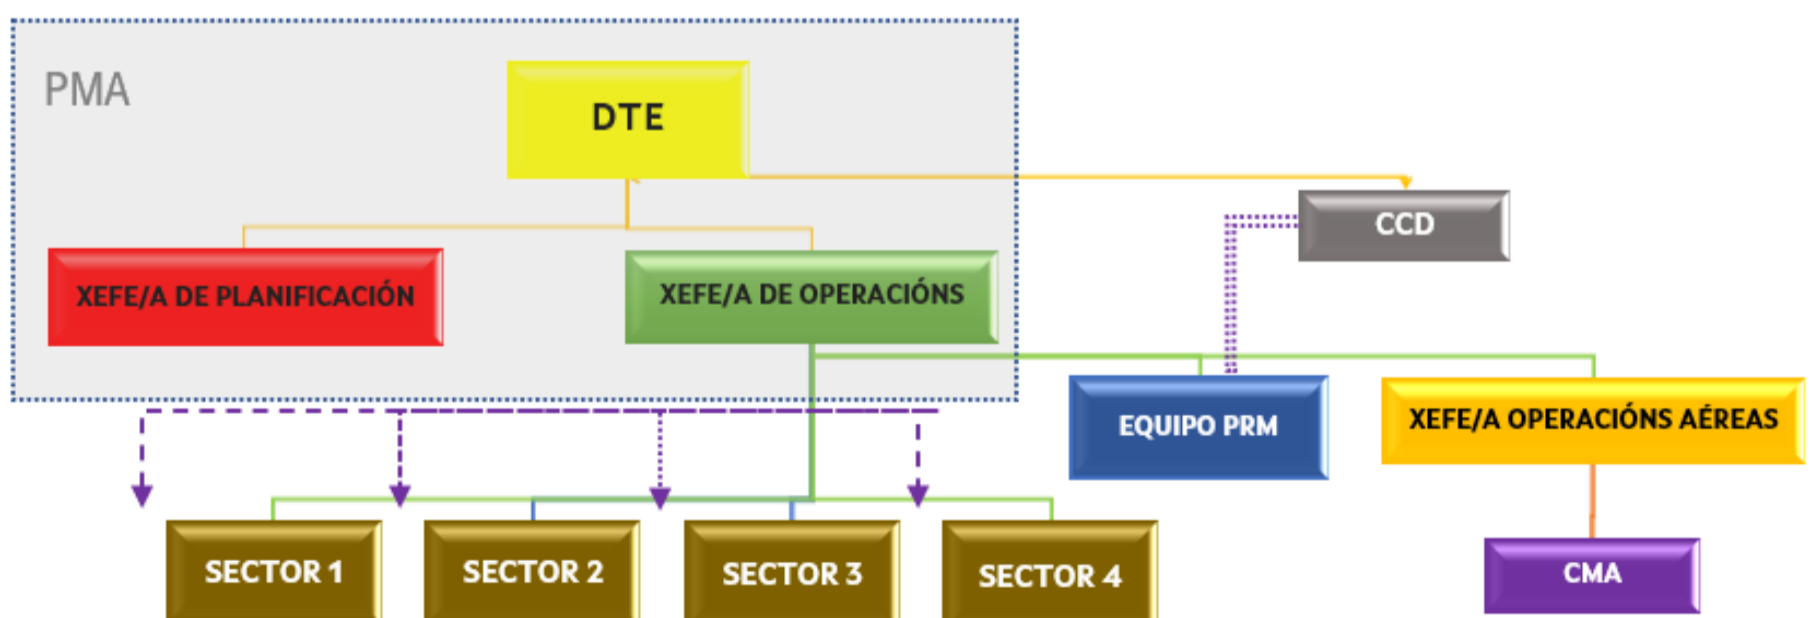 PMA
DTE
CCD
XEFE/A DE PLANIFICACIÓN
XEFE/A DE OPERACIÓNS
EQUIPO PRM
XEFE/A OPERACIÓNS AÉREAS
SECTOR 1
SECTOR 2
SECTOR 3
SECTOR 4
CMA